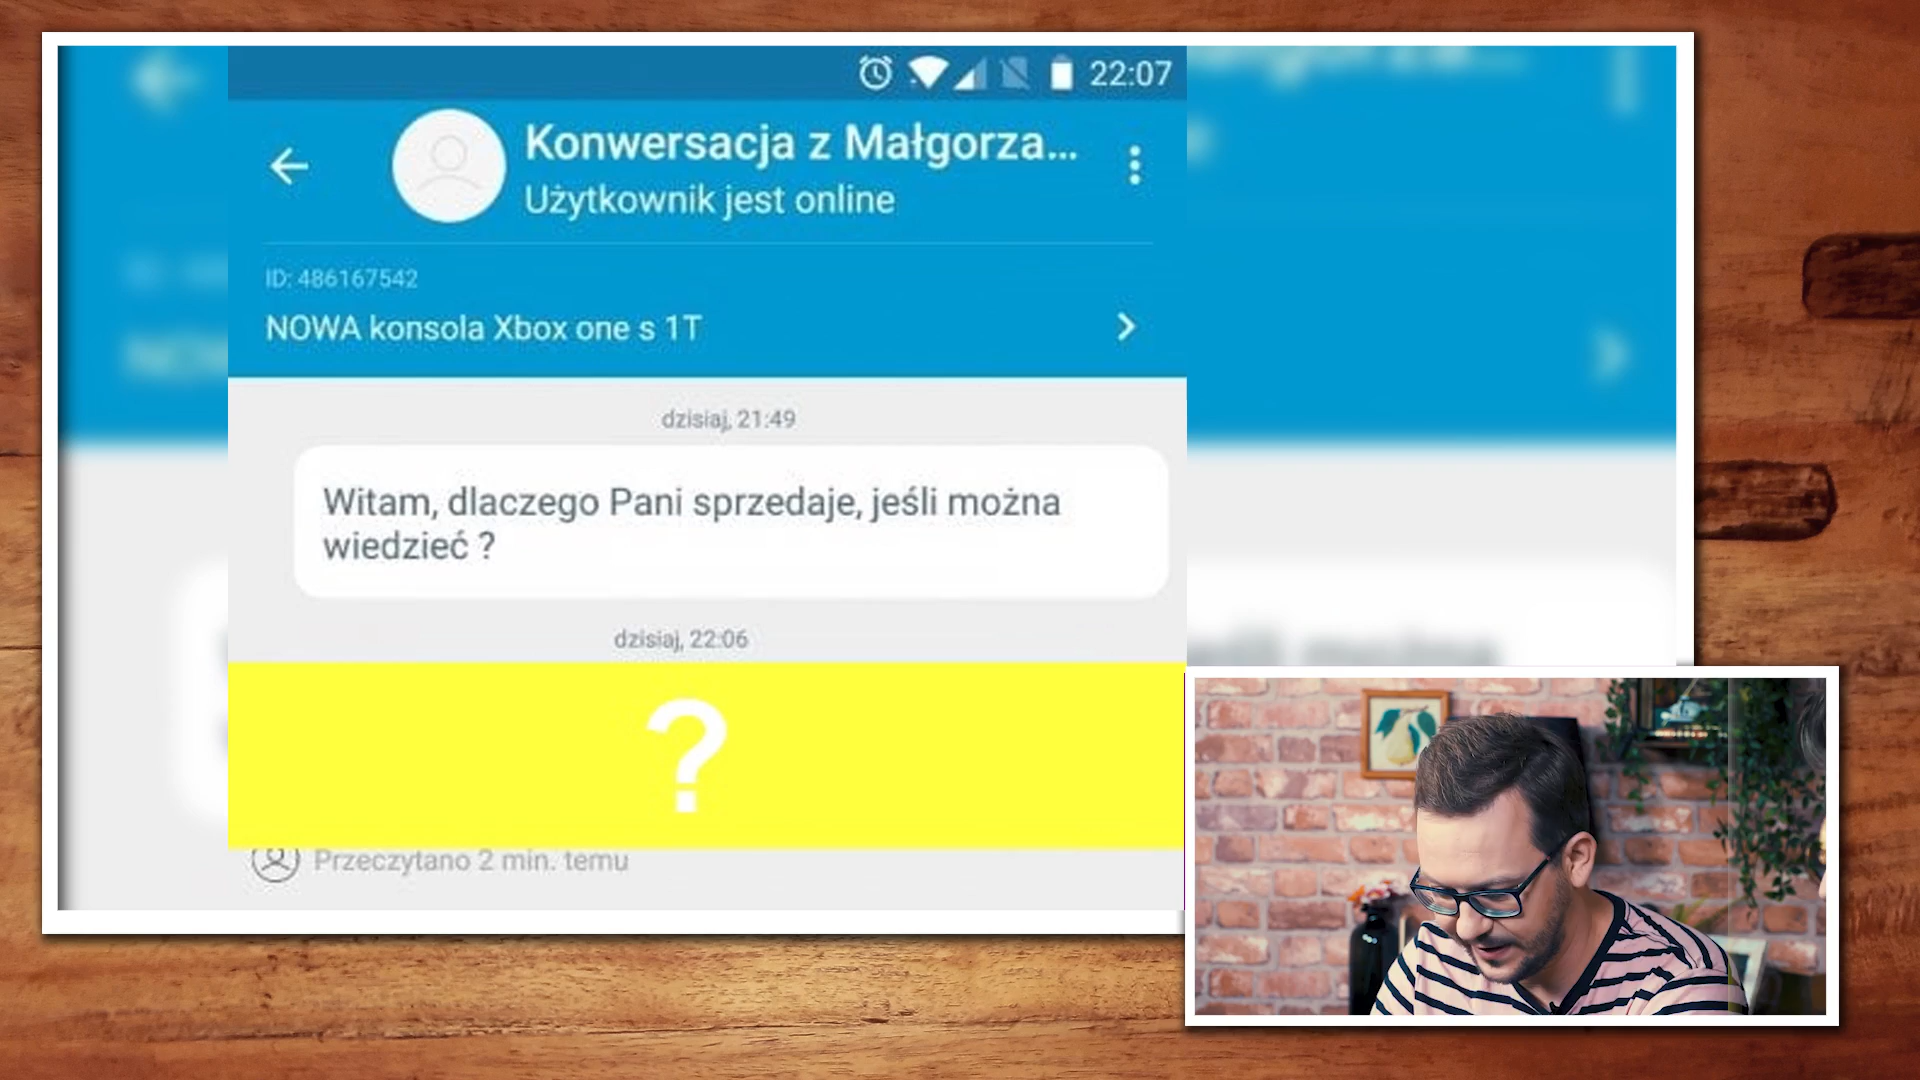 22:07
Konwersacja z Małgorza...
Użytkownik jest online
ID: 486167542
NOWA konsola Xbox one s 1T
dzisiaj, 21:49
Witam, dlaczego Pani sprzedaje, jeśli można
wiedzieć ?
dzisiaj, 22:06
?
Przeczytano 2 min. temu